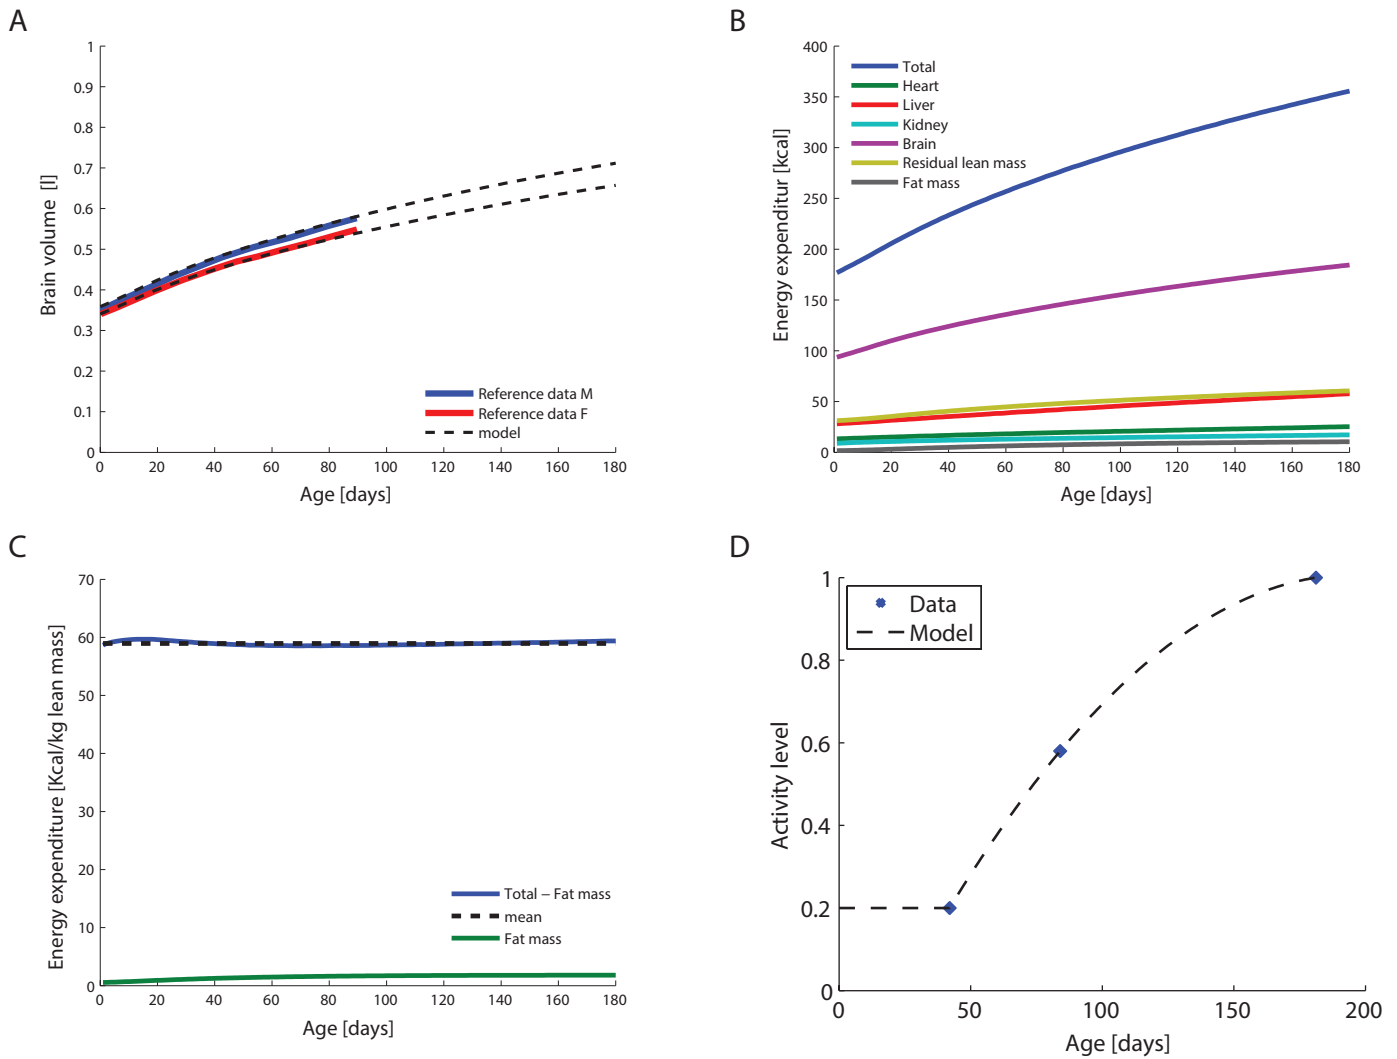 A
1
0.9
0.8
0.7
0.6
0.5
0.4
0.3
0.2
0.1
0
Brain volume [l]
Reference data M
Reference data F
model
0 20 40 60 80 100 120 140 160 180
Age [days]
B
400
350
300
250
200
150
100
50
0
Energy expenditur [kcal]
Total
Heart
Liver
Kidney
Brain
Residual lean mass
Fat mass
0 20 40 60 80 100 120 140 160 180
Age [days]
C
70
60
50
40
30
20
10
0
Energy expenditure [Kcal/kg lean mass]
Total – Fat mass
mean
Fat mass
0 20 40 60 80 100 120 140 160 180
Age [days]
D
1
0.8
0.6
0.4
0.2
0
Activity level
Data
Model
0 50 100 150 200
Age [days]